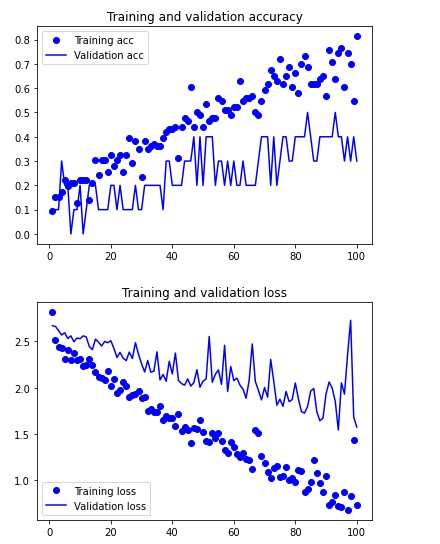 Training and validation accuracy
0.8
0.7
0.6
0.5
0.4
0.3
0.2
0.1
0.0
Training acc
Validation acc
0 20 40 60 80 100
Training and validation loss
2.5
2.0
1.5
1.0
Training loss
Validation loss
0 20 40 60 80 100